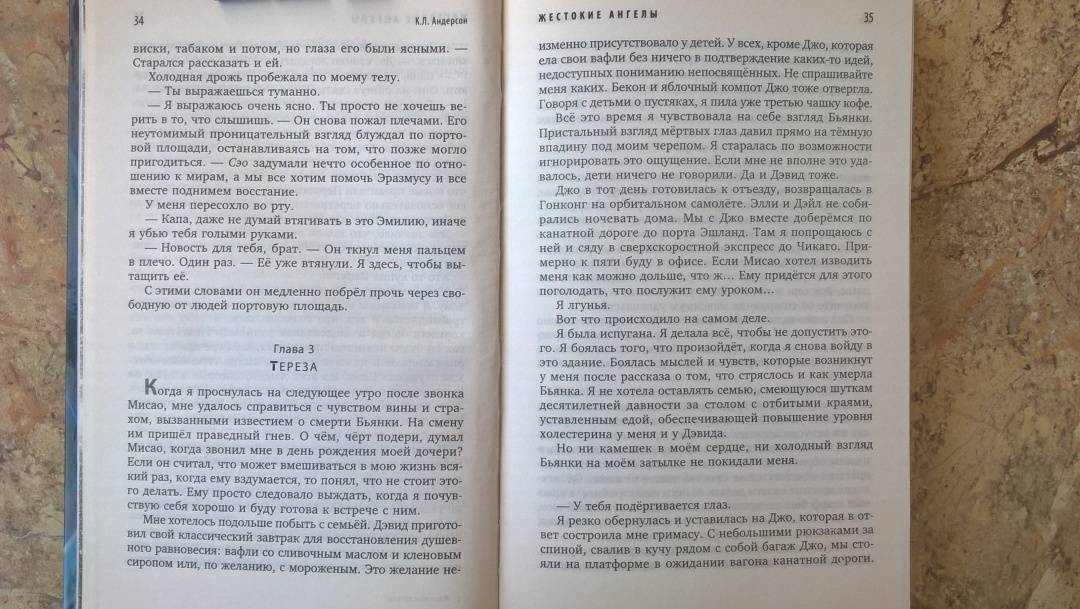 34
К.Л. Андерсон
виски, табаком и потом, но глаза его были ясными. —
Старался рассказать и ей.
Холодная дрожь пробежала по моему телу.
— Ты выражаешься туманно.
— Я выражаюсь очень ясно. Ты просто не хочешь ве-
рить в то, что слышишь. — Он снова пожал плечами. Его
неутомимый проницательный взгляд блуждал по порто-
вой площади, останавливаясь на том, что позже могло
пригодиться. — Сэо задумали нечто особенное по отно-
шению к мирам, а мы все хотим помочь Эразмусу и все
вместе поднимем восстание.
У меня пересохло во рту.
— Капа, даже не думай втягивать в это Эмилию, иначе
я убью тебя голыми руками.
— Новость для тебя, брат. — Он ткнул меня пальцем
в плечо. Один раз. — Её уже втянули. Я здесь, чтобы вы-
тащить её.
С этими словами он медленно побрёл прочь через сво-
бодную от людей портовую площадь.
Глава 3
ТЕРЕЗА
Когда я проснулась на следующее утро после звонка
Мисао, мне удалось справиться с чувством вины и стра-
хом, вызванными известием о смерти Бьянки. На смену
им пришёл праведный гнев. О чём, чёрт подери, думал
Мисао, когда звонил мне в день рождения моей дочери?
Если он считал, что может вмешиваться в мою жизнь вся-
кий раз, когда ему вздумается, то понял, что не стоит это-
го делать. Ему просто следовало выждать, когда я почув-
ствую себя хорошо и буду готова к встрече с ним.
Мне хотелось подольше побыть с семьёй. Дэвид пригото-
вил свой классический завтрак для восстановления душев-
ного равновесия: вафли со сливочным маслом и кленовым
сиропом или, по желанию, с мороженым. Это желание не-
ЖЕСТОКИЕ АНГЕЛЫ
35
изменно присутствовало у детей. У всех, кроме Джо, которая
ела свои вафли без ничего в подтверждение каких-то идей,
недоступных пониманию непосвящённых. Не спрашивайте
меня каких. Бекон и яблочный компот Джо тоже отвергла.
Говоря с детьми о пустяках, я пила уже третью чашку кофе.
Всё это время я чувствовала на себе взгляд Бьянки.
Пристальный взгляд мёртвых глаз давил прямо на тёмную
впадину под моим черепом. Я старалась по возможности
игнорировать это ощущение. Если мне не вполне это уда-
валось, дети ничего не говорили. Да и Дэвид тоже.
Джо в тот день готовилась к отъезду, возвращалась в
Гонконг на орбитальном самолёте. Элли и Дэйл не соби-
рались ночевать дома. Мы с Джо вместе доберёмся по
канатной дороге до порта Эшланд. Там я попрощаюсь с
ней и сяду в сверхскоростной экспресс до Чикаго. При-
мерно к пяти буду в офисе. Если Мисао хотел изводить
меня как можно дольше, что ж... Ему придётся для этого
поголодать, что послужит ему уроком...
Я лгунья.
Вот что происходило на самом деле.
Я была испугана. Я делала всё, чтобы не допустить это-
го. Я боялась того, что произойдёт, когда я снова войду в
это здание. Боялась мыслей и чувств, которые возникнут
у меня после рассказа о том, что стряслось и как умерла
Бьянка. Я не хотела оставлять семью, смеющуюся шуткам
десятилетней давности за столом с отбитыми краями,
уставленным едой, обеспечивающей повышение уровня
холестерина у меня и у Дэвида.
Но ни камешек в моём сердце, ни холодный взгляд
Бьянки на моём затылке не покидали меня.
— У тебя подёргивается глаз.
Я резко обернулась и уставилась на Джо, которая в от-
вет состроила мне гримасу. С небольшими рюкзаками за
спиной, свалив в кучу рядом с собой багаж Джо, мы сто-
яли на платформе в ожидании вагона канатной дороги.